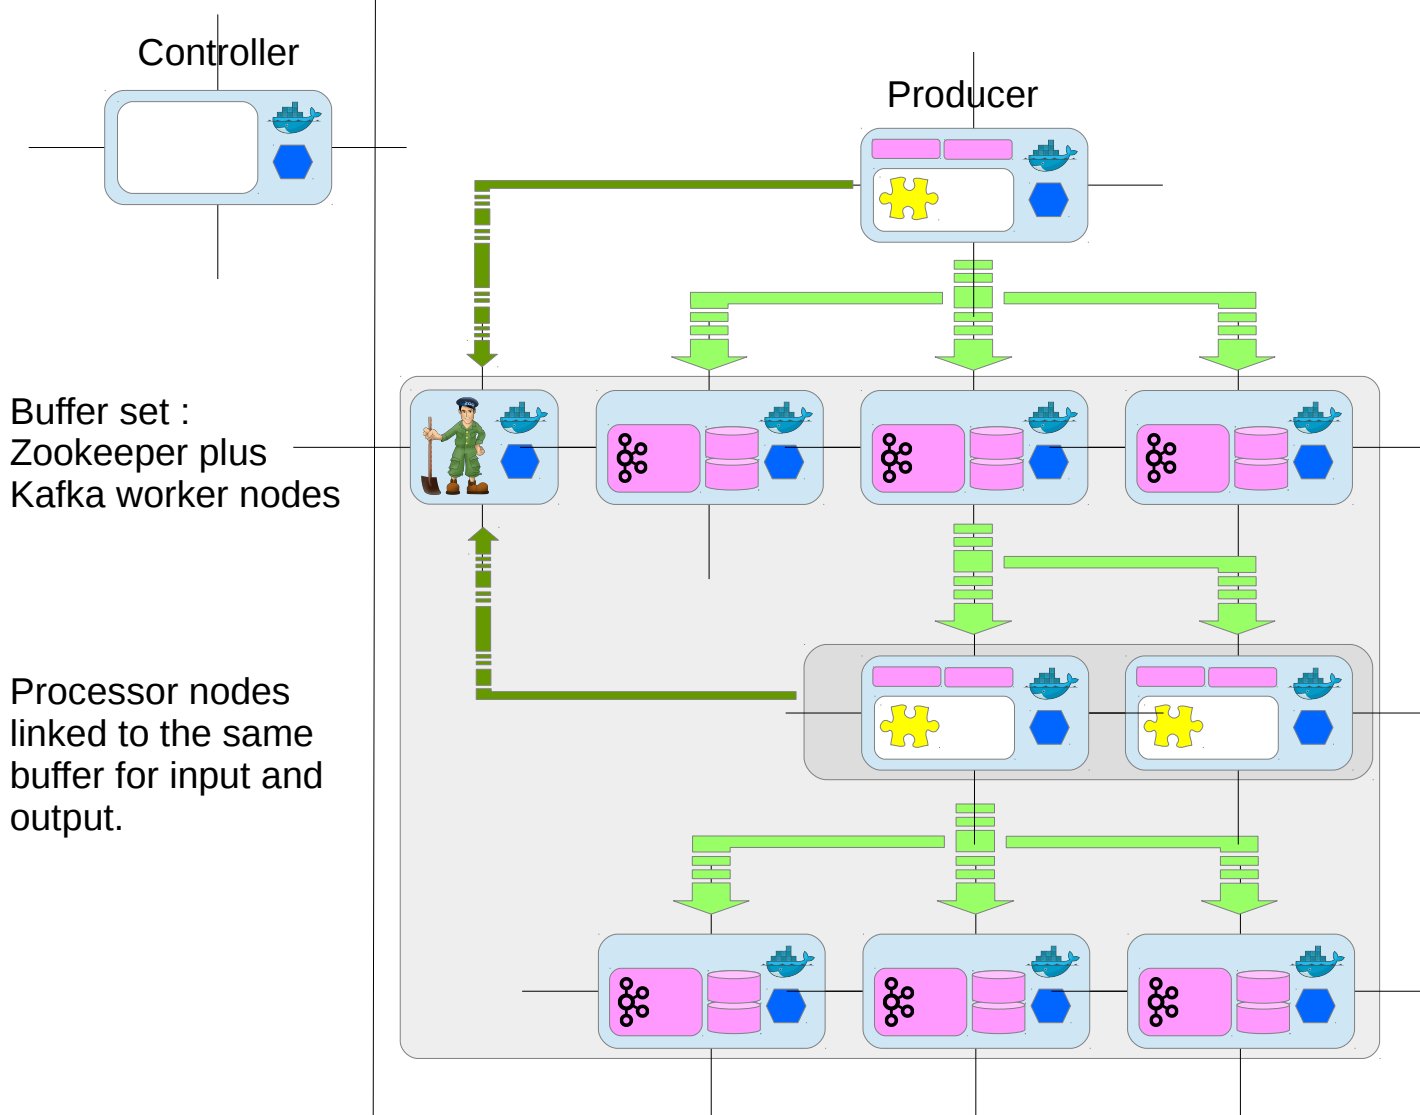 Controller
Producer
Buffer set :
Zookeeper plus
Kafka worker nodes
Processor nodes
linked to the same
buffer for input and
output.